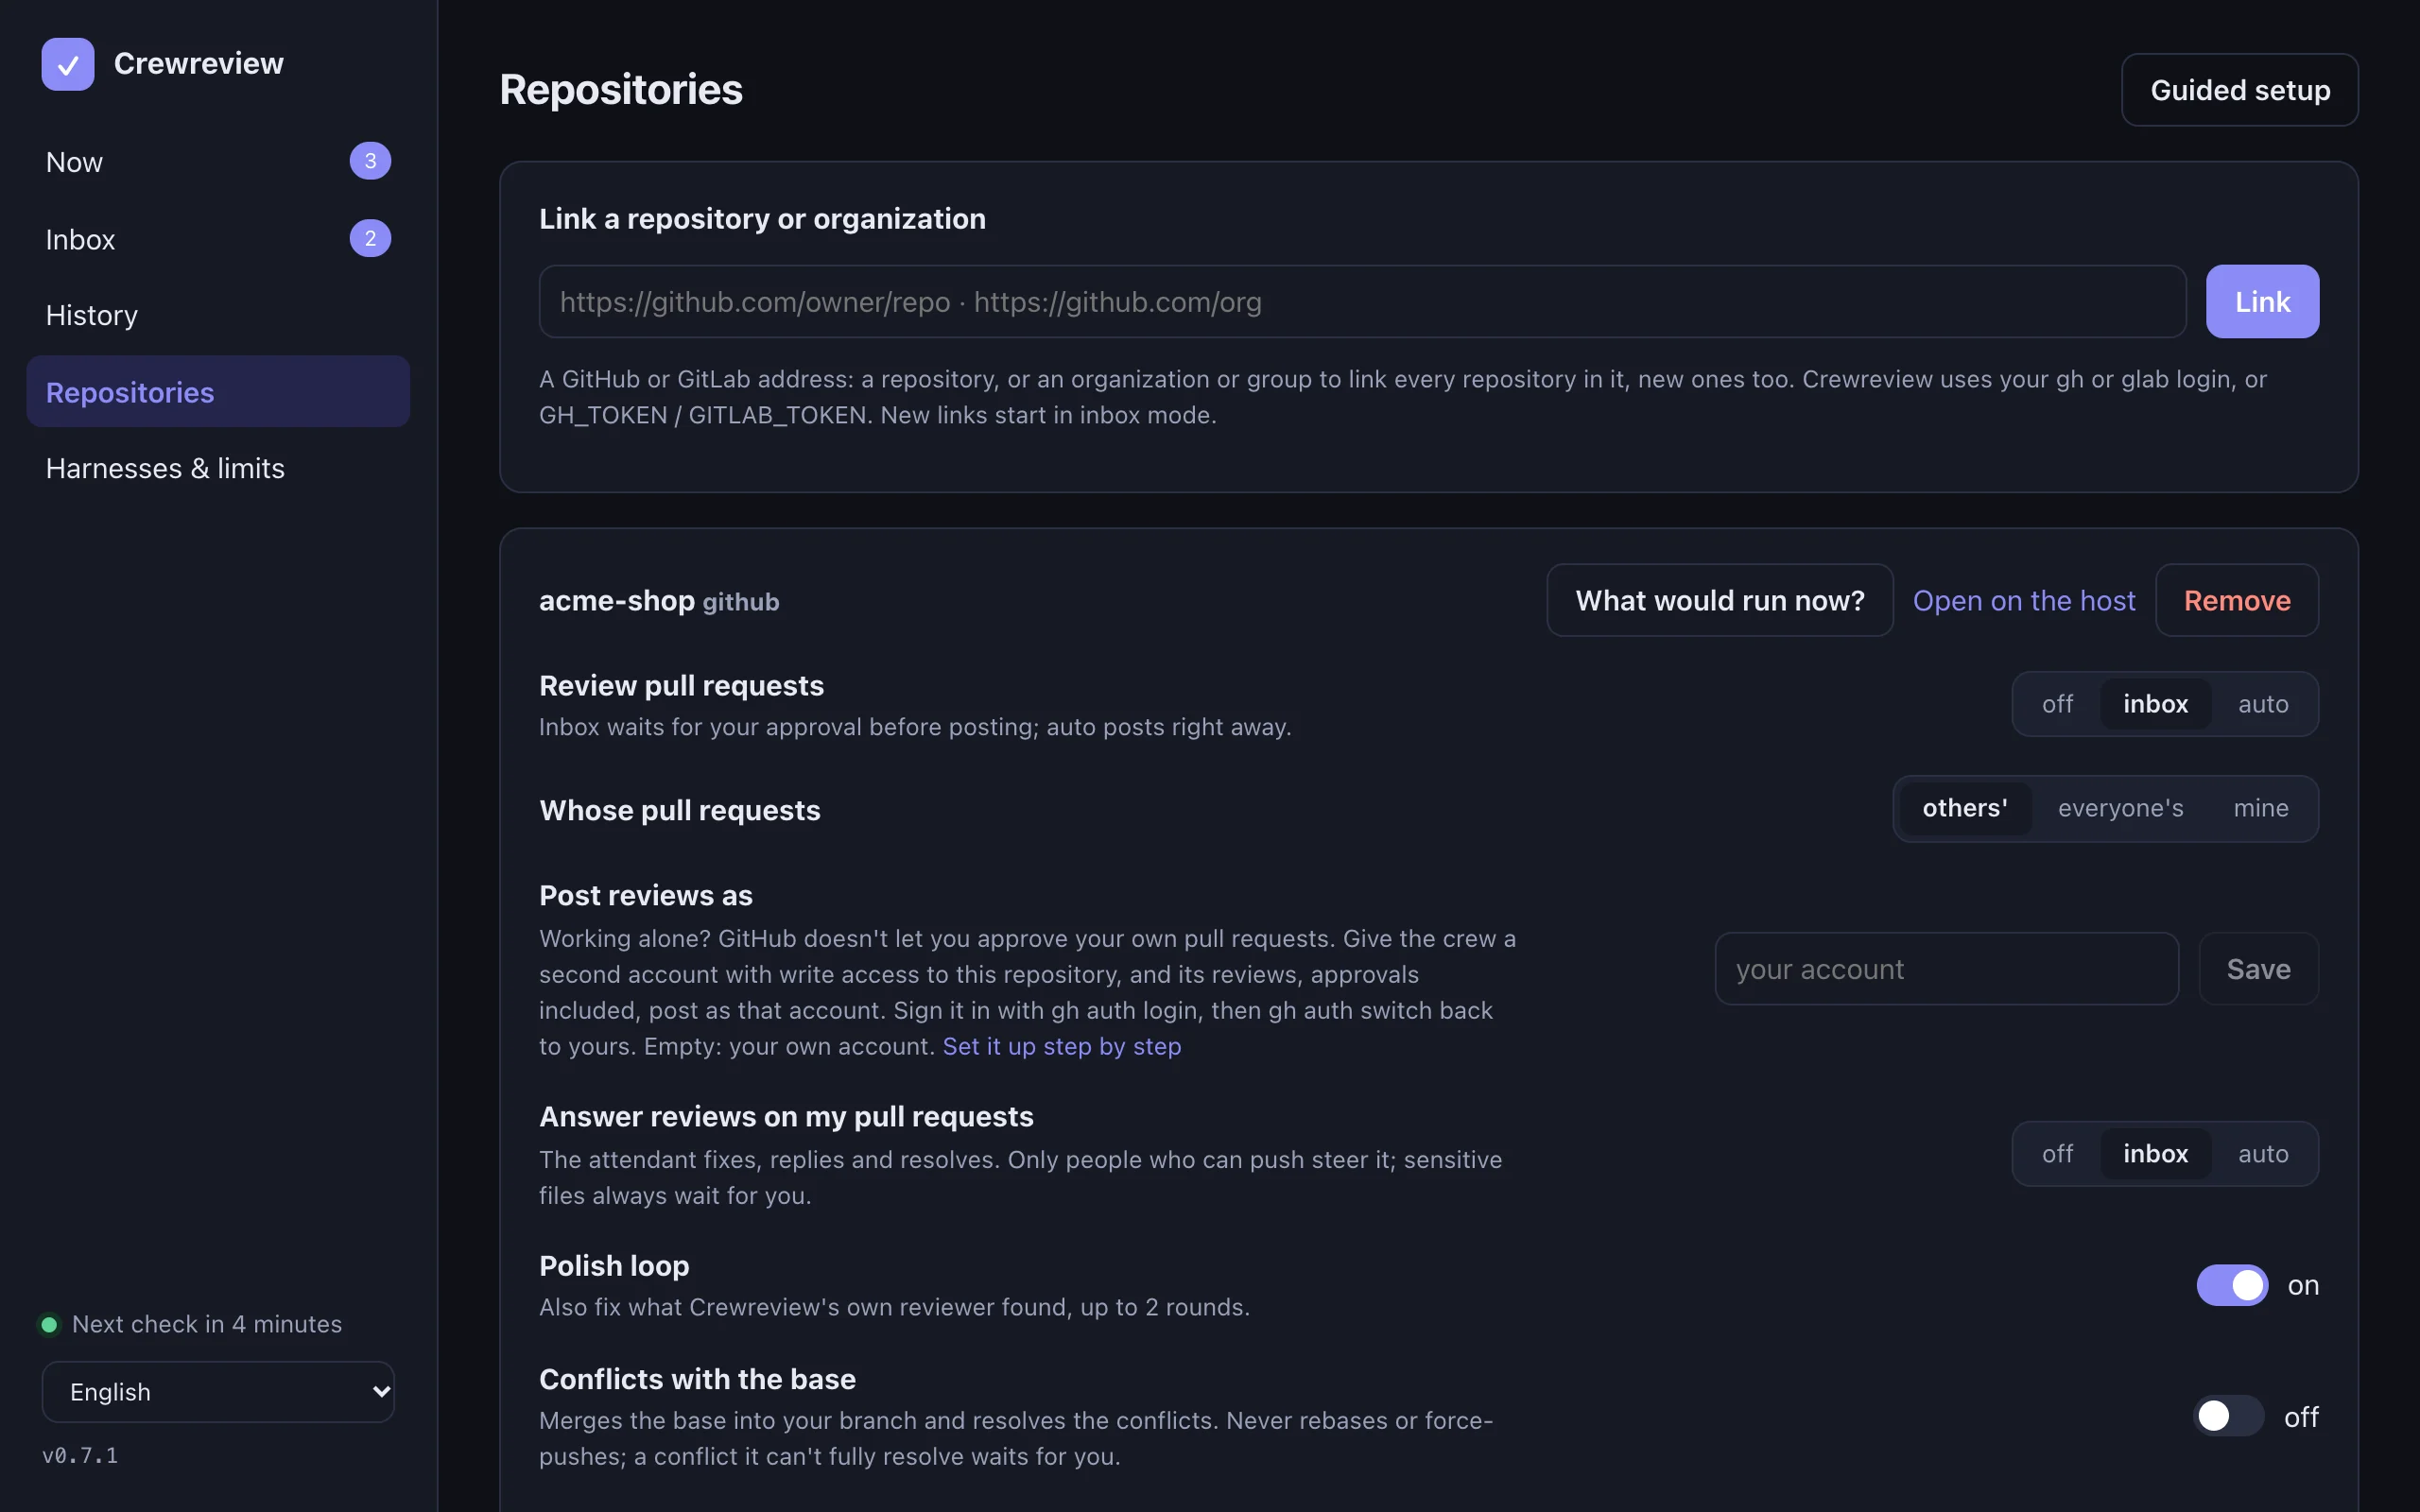 Crewreview
Now 3
Inbox 2
History
Repositories
Harnesses & limits
Next check in 4 minutes
English
v0.7.1
Repositories
Guided setup
Link a repository or organization
https://github.com/owner/repo · https://github.com/org
Link
A GitHub or GitLab address: a repository, or an organization or group to link every repository in it, new ones too. Crewreview uses your gh or glab login, or
GH_TOKEN / GITLAB_TOKEN. New links start in inbox mode.
acme-shop github
What would run now?
Open on the host
Remove
Review pull requests
Inbox waits for your approval before posting; auto posts right away.
off inbox auto
Whose pull requests
others' everyone's mine
Post reviews as
Working alone? GitHub doesn't let you approve your own pull requests. Give the crew a
second account with write access to this repository, and its reviews, approvals
included, post as that account. Sign it in with gh auth login, then gh auth switch back
to yours. Empty: your own account. Set it up step by step
your account
Save
Answer reviews on my pull requests
The attendant fixes, replies and resolves. Only people who can push steer it; sensitive
files always wait for you.
off inbox auto
Polish loop
Also fix what Crewreview's own reviewer found, up to 2 rounds.
on
Conflicts with the base
Merges the base into your branch and resolves the conflicts. Never rebases or force-
pushes; a conflict it can't fully resolve waits for you.
off